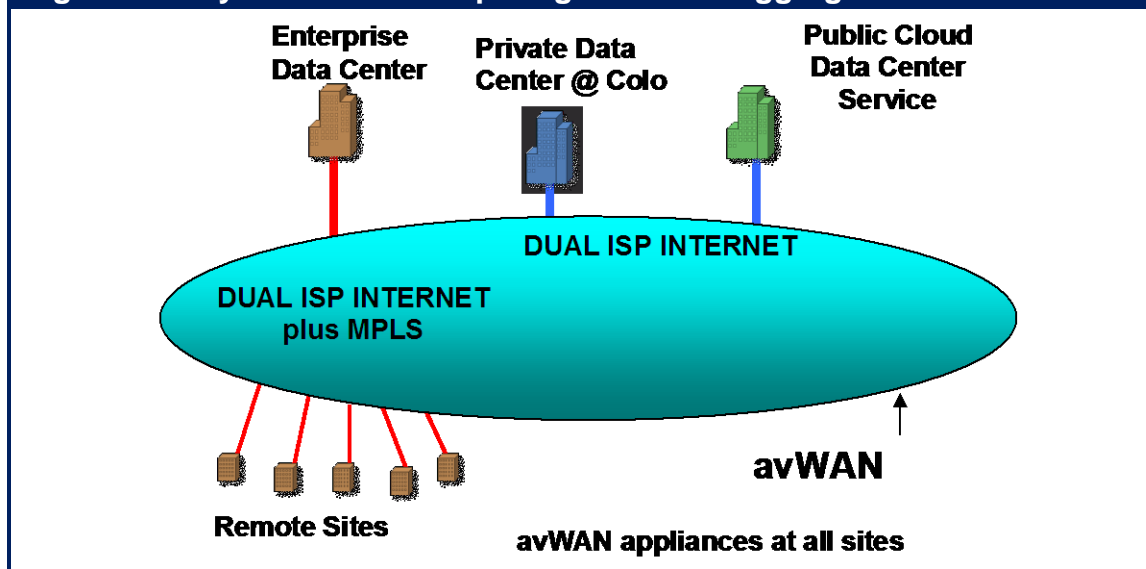 Enterprise
Data Center
Private Data
Center @ Colo
Public Cloud
Data Center
Service
DUAL ISP INTERNET
DUAL ISP INTERNET
plus MPLS
avWAN
Remote Sites
avWAN appliances at all sites